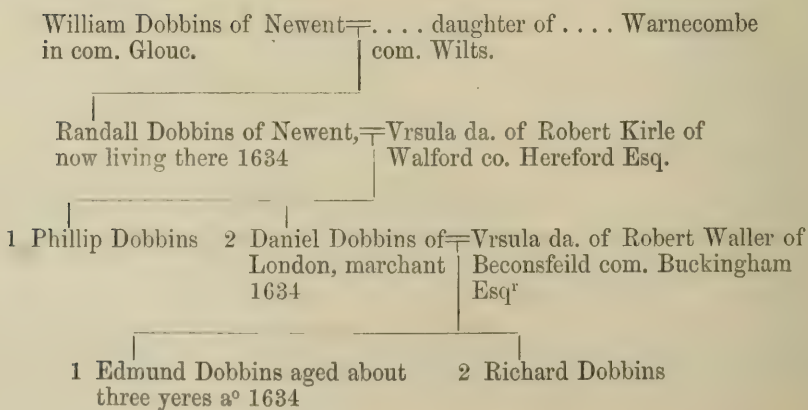 William Dobbins of Newent=. . . . daughter of . . . . Warnecombe
in com. Glouc. com. Wilts.
Randall Dobbins of Newent,=Vrsula da. of Robert Kirle of
now living there 1634 Walford co. Hereford Esq.
1 Phillip Dobbins 2 Daniel Dobbins of=Vrsula da. of Robert Waller of
London, marchant Beconsfeild com. Buckingham
1634 Esqʳ
1 Edmund Dobbins aged about 2 Richard Dobbins
three yeres aᵒ 1634